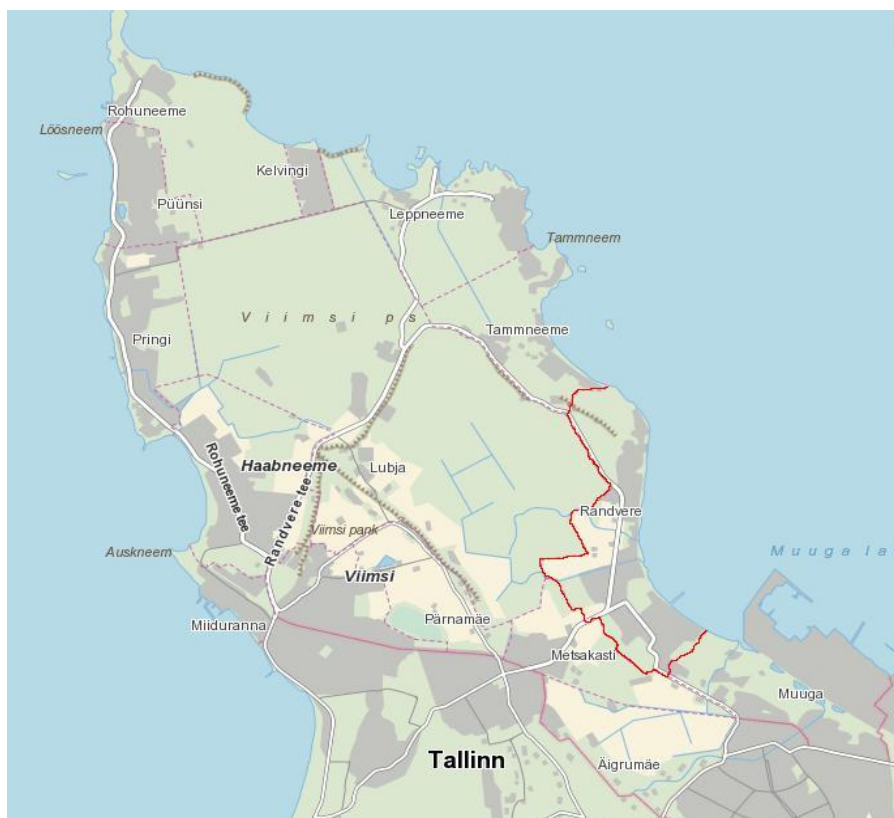 Rohuneeme
Löösneem
Kelvingi
Püünsi
Leppneeme
Tammneem
Viimsi ps
Tammneeme
Pringi
Haabneeme
Lubja
Rohuneeme tee
Randvere tee
Randvere
Viimsi pank
Auskneem
Muuga la
Viimsi
Pärnamäe
Miiduranna
Metsakasti
Muuga
Tallinn
Äigrumäe